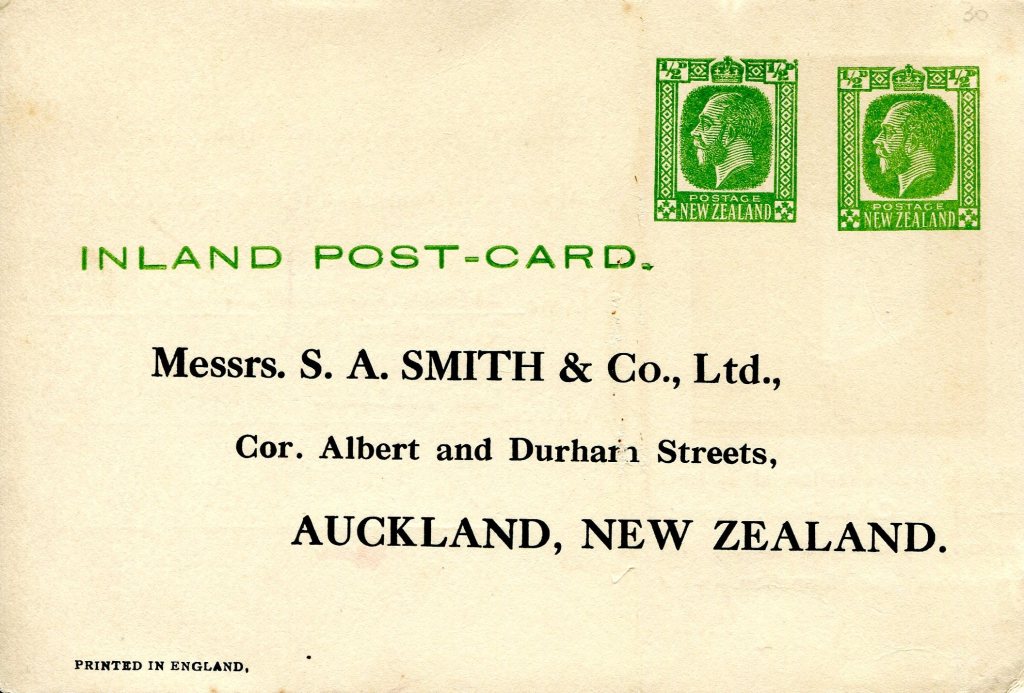 30
½D ½D
POSTAGE
NEW ZEALAND
½D ½D
POSTAGE
NEW ZEALAND
INLAND POST-CARD.
Messrs. S. A. SMITH & Co., Ltd.,
Cor. Albert and Durham Streets,
AUCKLAND, NEW ZEALAND.
PRINTED IN ENGLAND.